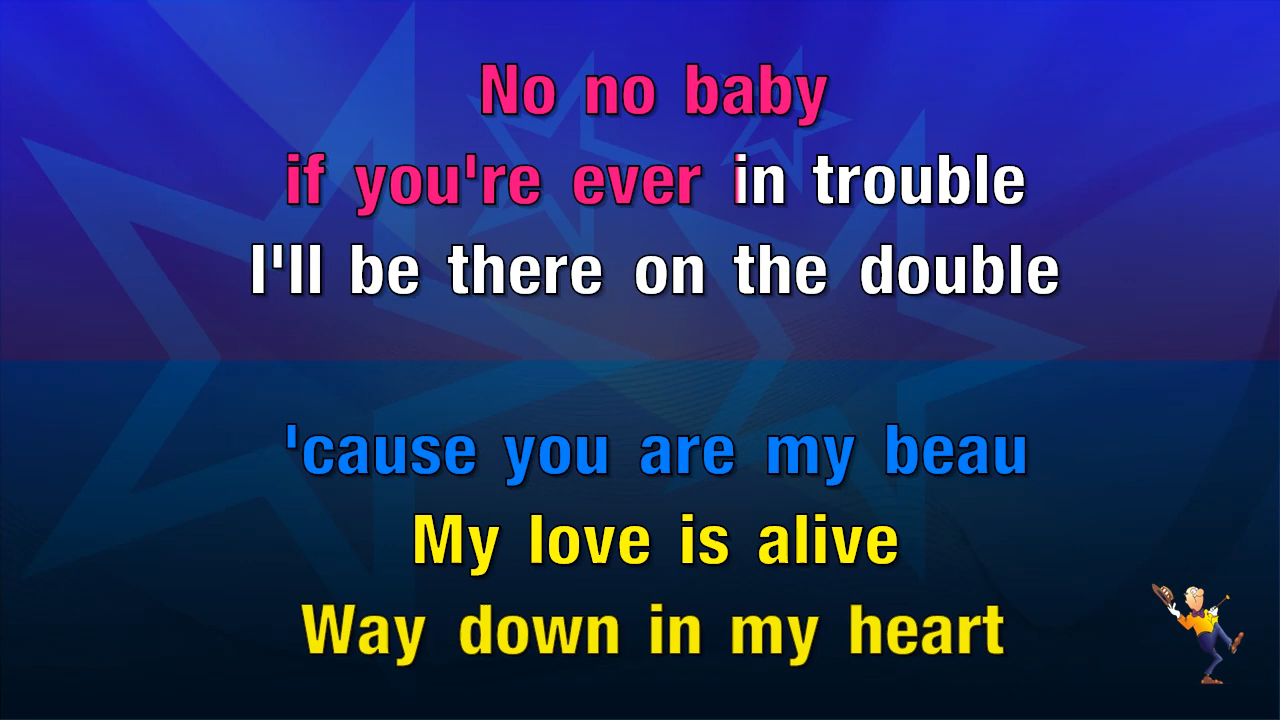 No no baby
if you're ever in trouble
I'll be there on the double
'cause you are my beau
My love is alive
Way down in my heart